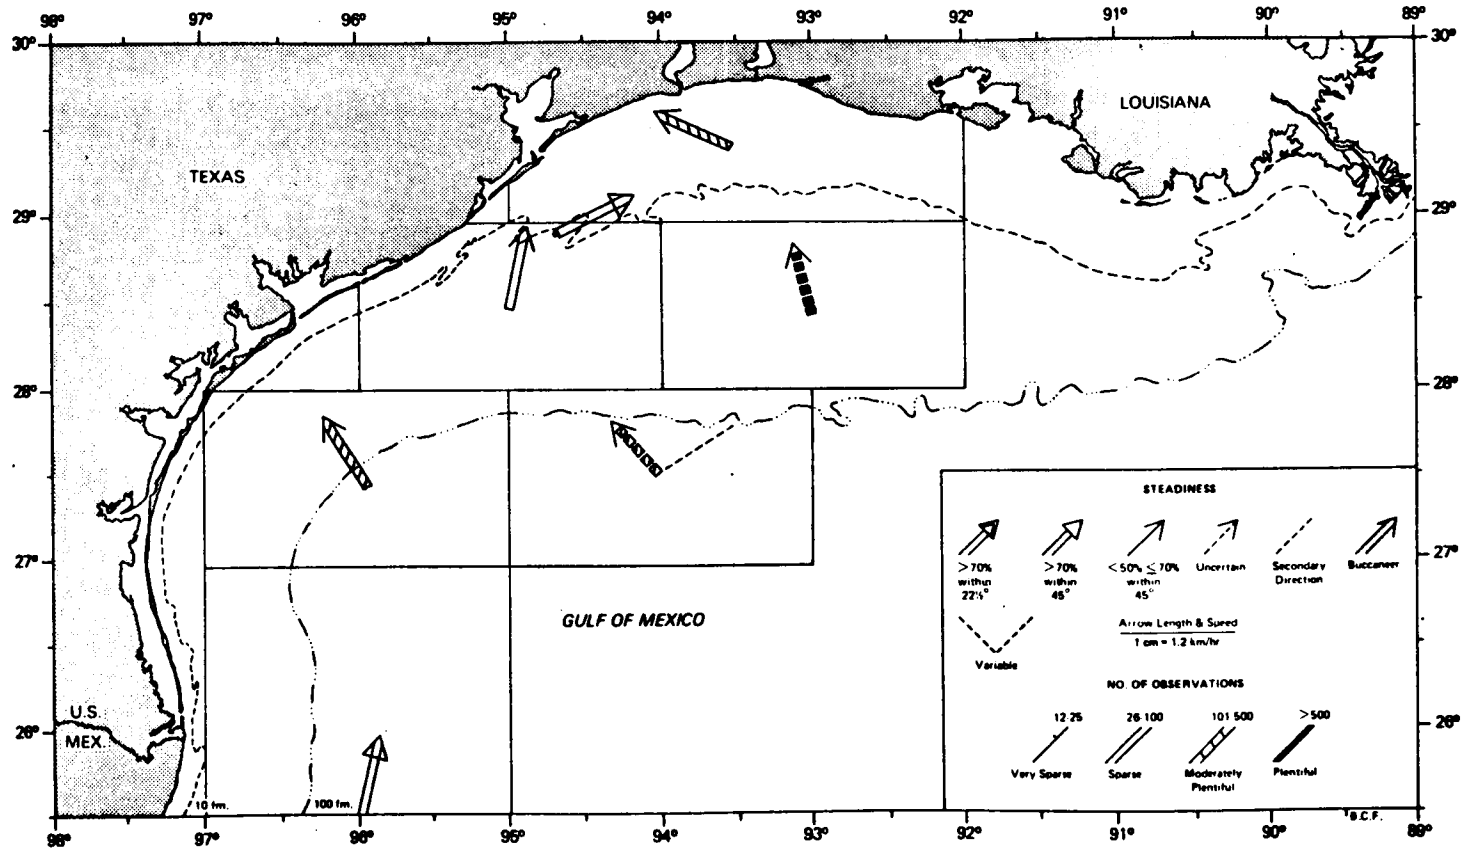 98° 97° 96° 95° 94° 93° 92° 91° 90° 89°
30° 30°
LOUISIANA
TEXAS
29° 29°
28° 28°
STEADINESS
>70% within 22½°
>70% within 45°
<50% ≤70% within 45°
Uncertain
Secondary Direction
Buccaneer
27° 27°
GULF OF MEXICO
Variable
Arrow Length & Speed
1 cm = 1.2 km/hr
NO. OF OBSERVATIONS
12-25 26-100 101-500 >500
Very Sparse
Sparse
Moderately Plentiful
Plentiful
U.S.
MEX.
26° 26°
10 fm. 100 fm.
B.C.F.
98° 97° 96° 95° 94° 93° 92° 91° 90° 89°